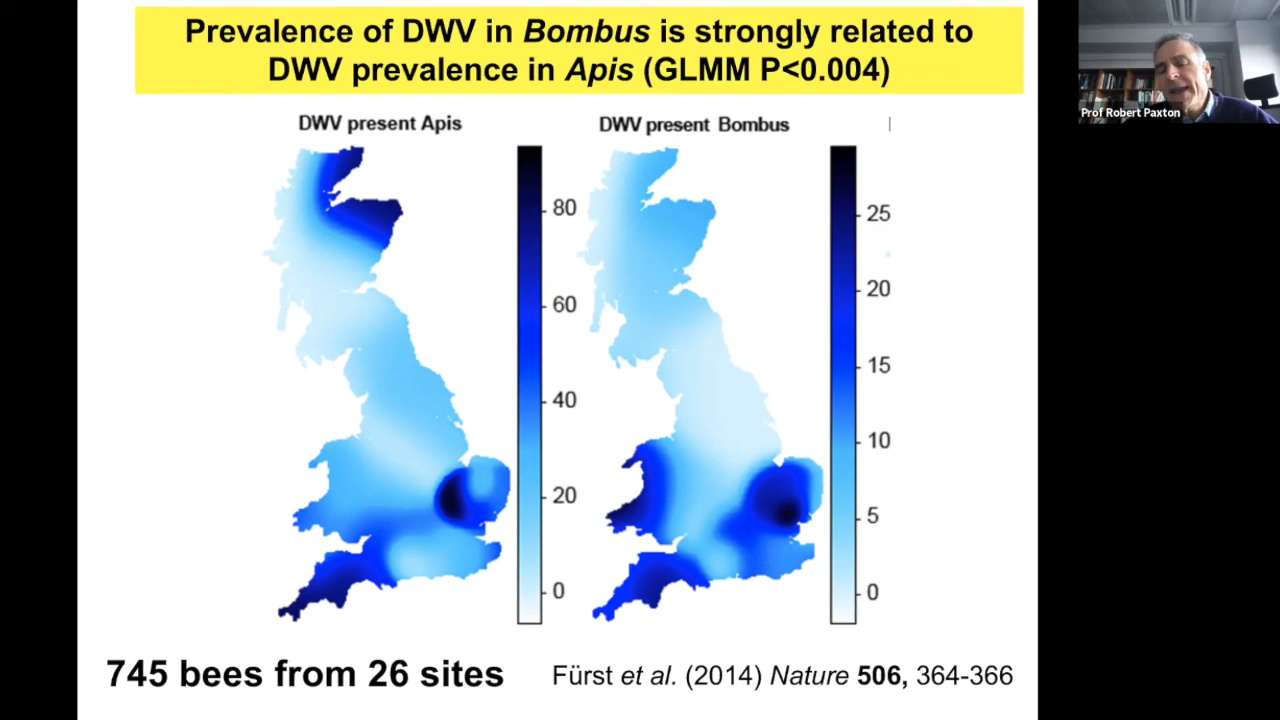 Prevalence of DWV in Bombus is strongly related to
DWV prevalence in Apis (GLMM P<0.004)
Prof Robert Paxton
DWV present Apis
DWV present Bombus
80
60
40
20
0
25
20
15
10
5
0
745 bees from 26 sites
Fürst et al. (2014) Nature 506, 364-366